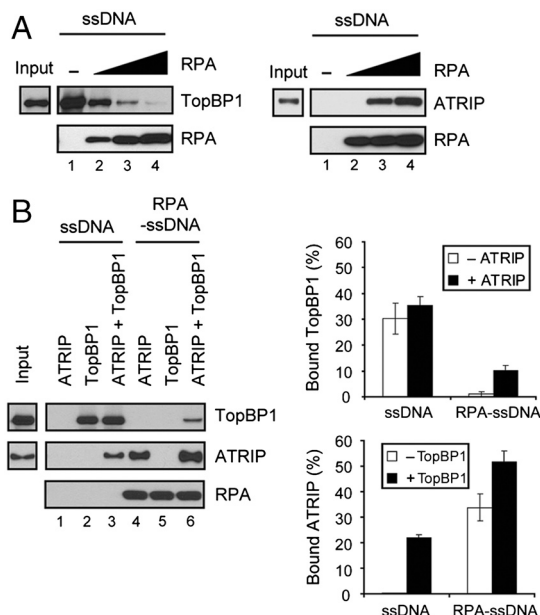 A
ssDNA
Input – RPA
TopBP1
RPA
1 2 3 4
ssDNA
Input – RPA
ATRIP
RPA
1 2 3 4
B
ssDNA RPA
-ssDNA
Input
ATRIP
TopBP1
ATRIP + TopBP1
ATRIP
TopBP1
ATRIP + TopBP1
TopBP1
ATRIP
RPA
1 2 3 4 5 6
Bound TopBP1 (%)
60
50
40
30
20
10
0
– ATRIP
+ ATRIP
ssDNA RPA-ssDNA
Bound ATRIP (%)
60
50
40
30
20
10
0
– TopBP1
+ TopBP1
ssDNA RPA-ssDNA